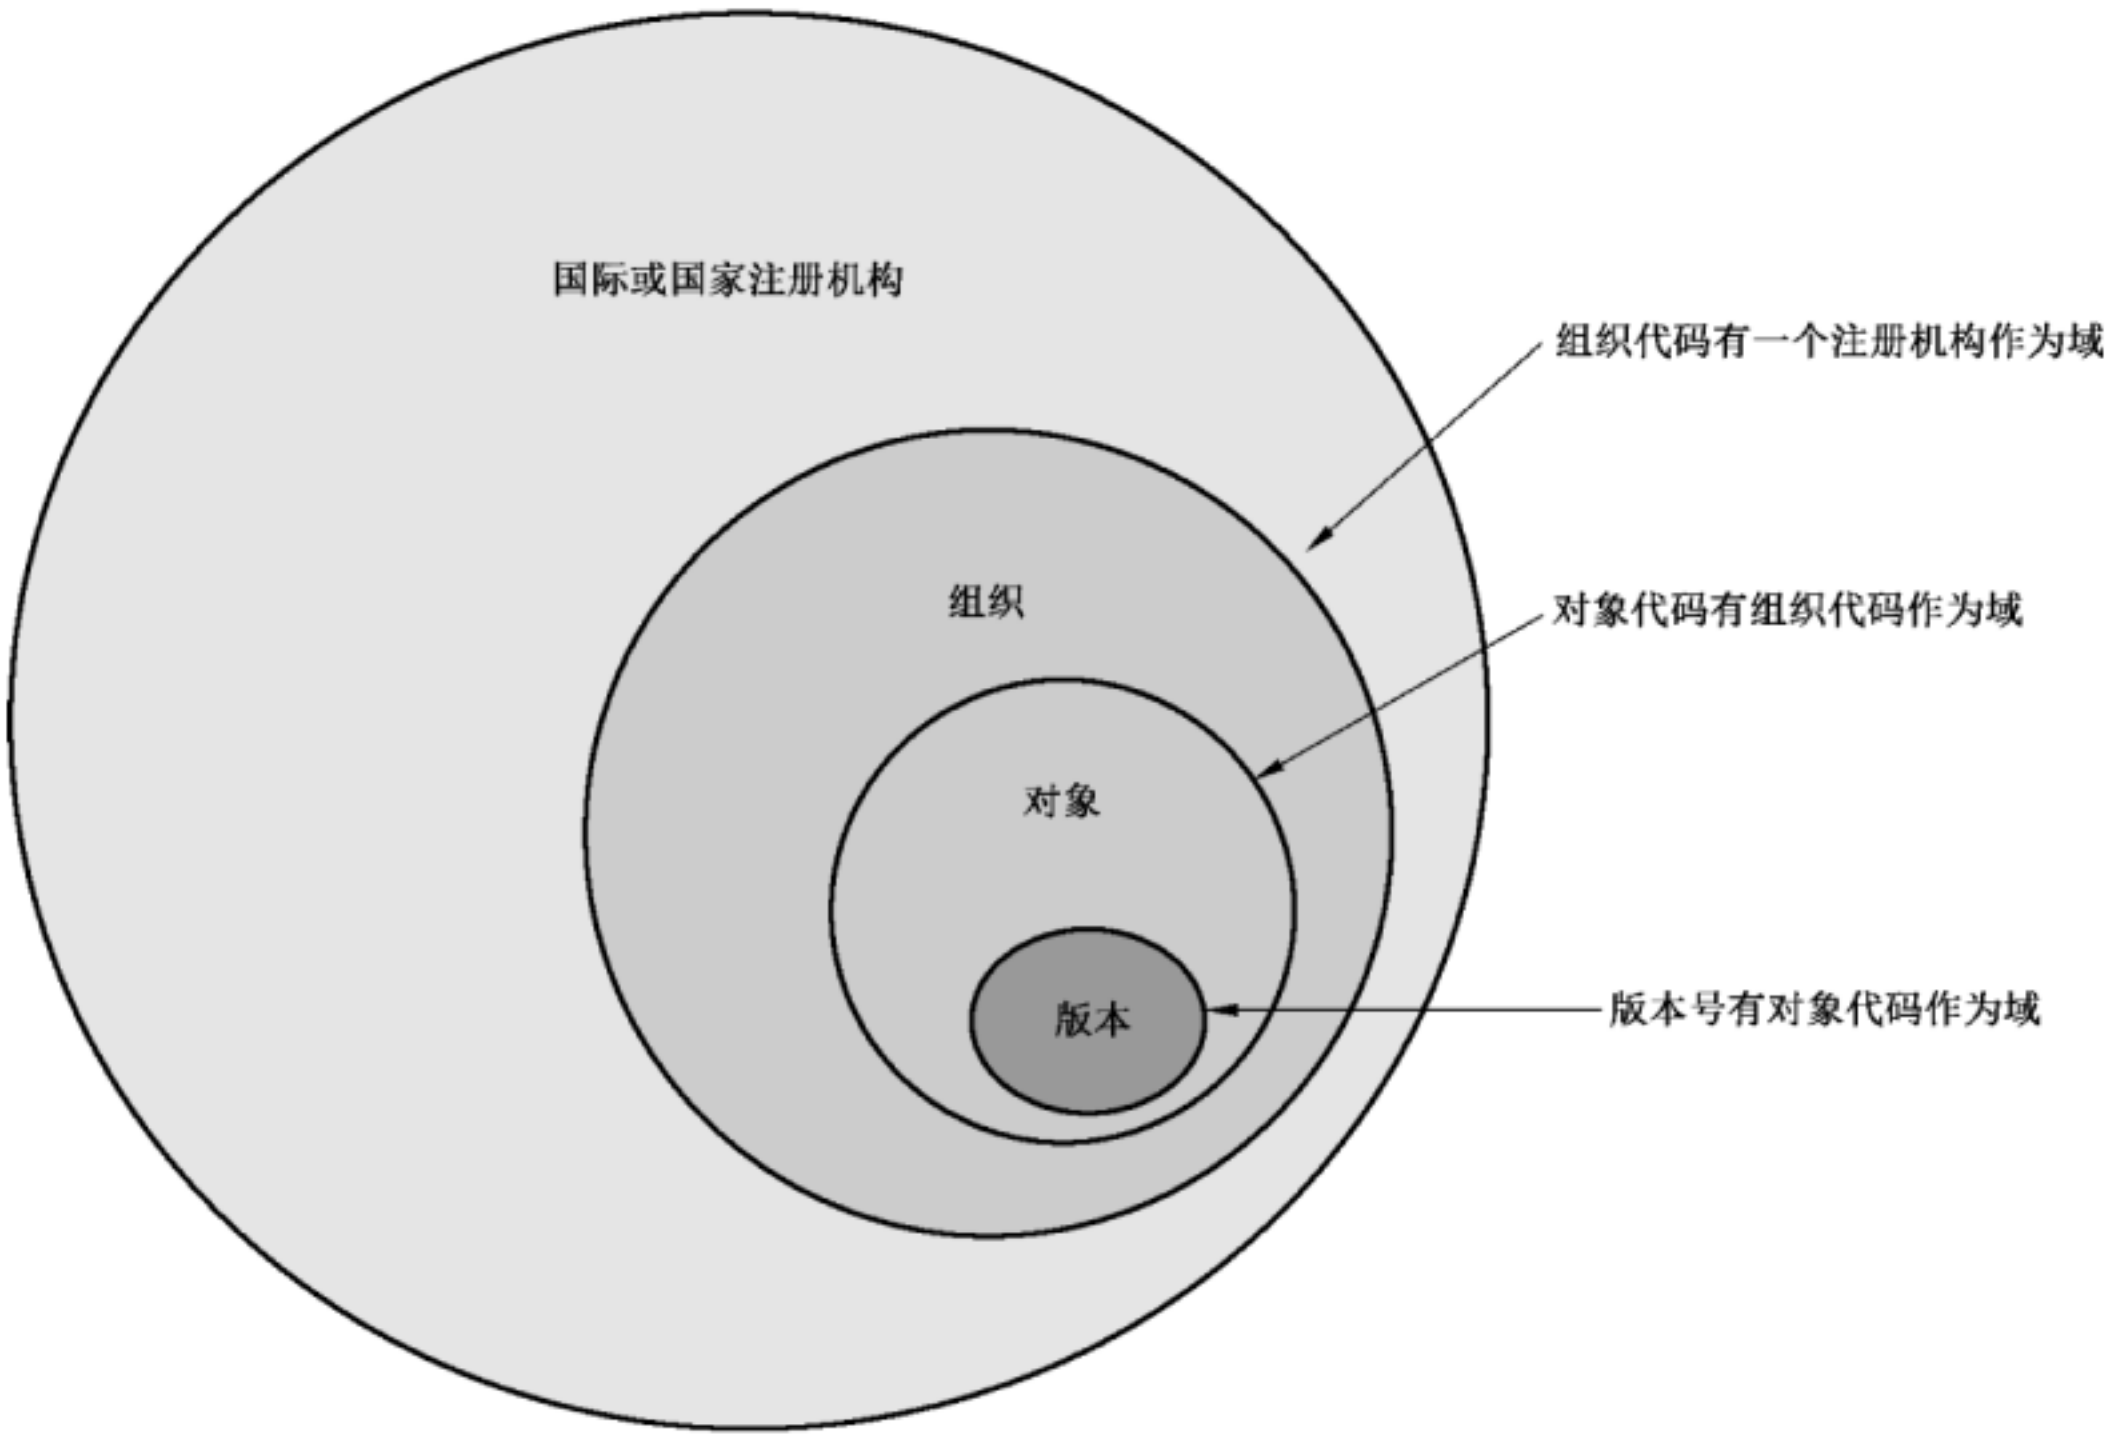 国际或国家注册机构
组织代码有一个注册机构作为域
组织
对象代码有组织代码作为域
对象
版本
版本号有对象代码作为域